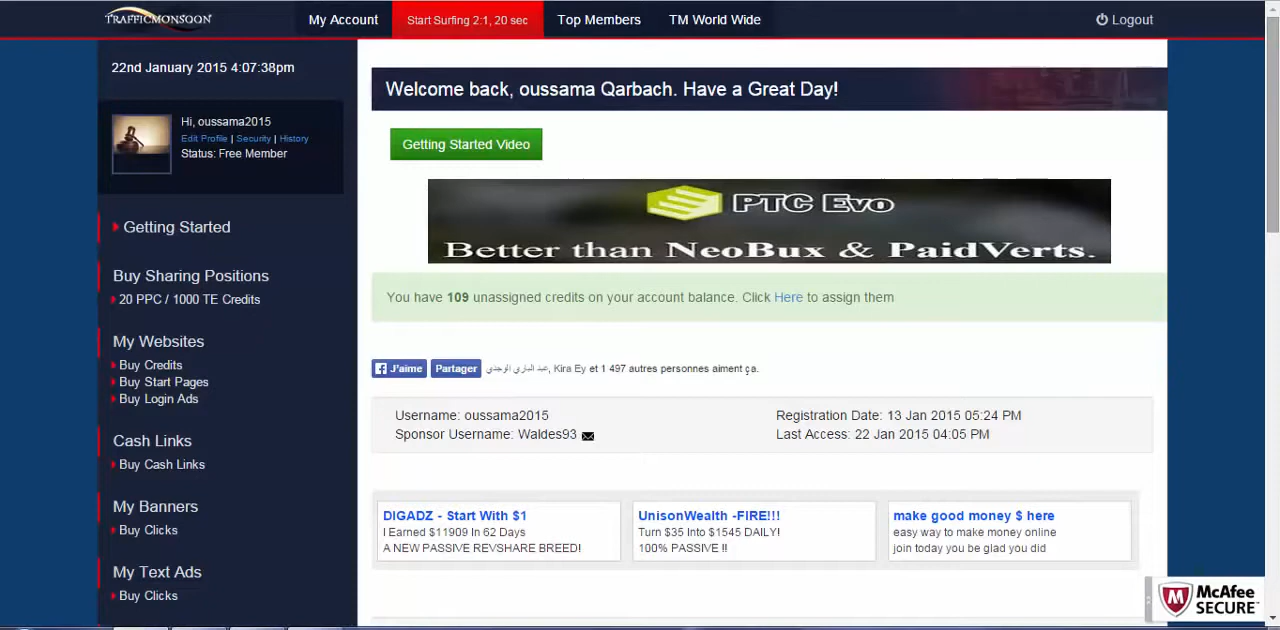 TRAFFICMONSOON
My Account
Start Surfing 2:1, 20 sec
Top Members
TM World Wide
Logout
22nd January 2015 4:07:38pm
Hi, oussama2015
Edit Profile | Security | History
Status: Free Member
Getting Started
Buy Sharing Positions
20 PPC / 1000 TE Credits
My Websites
Buy Credits
Buy Start Pages
Buy Login Ads
Cash Links
Buy Cash Links
My Banners
Buy Clicks
My Text Ads
Buy Clicks
Welcome back, oussama Qarbach. Have a Great Day!
Getting Started Video
PTC Evo
Better than NeoBux & PaidVerts.
You have 109 unassigned credits on your account balance. Click Here to assign them
J'aime
Partager
عبد الباري الوجدي, Kira Ey et 1 497 autres personnes aiment ça.
Username: oussama2015
Registration Date: 13 Jan 2015 05:24 PM
Sponsor Username: Waldes93
Last Access: 22 Jan 2015 04:05 PM
DIGADZ - Start With $1
I Earned $11909 In 62 Days
A NEW PASSIVE REVSHARE BREED!
UnisonWealth -FIRE!!!
Turn $35 Into $1545 DAILY!
100% PASSIVE !!
make good money $ here
easy way to make money online
join today you be glad you did
McAfee
SECURE™